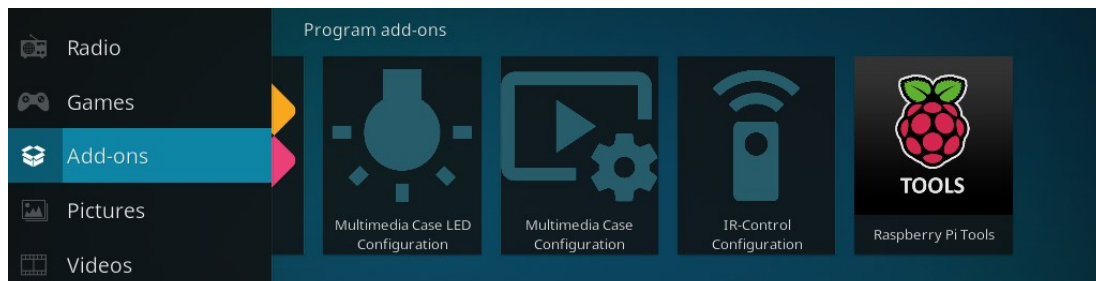 Radio
Games
Add-ons
Pictures
Videos
Program add-ons
Multimedia Case LED
Configuration
Multimedia Case
Configuration
IR-Control
Configuration
TOOLS
Raspberry Pi Tools